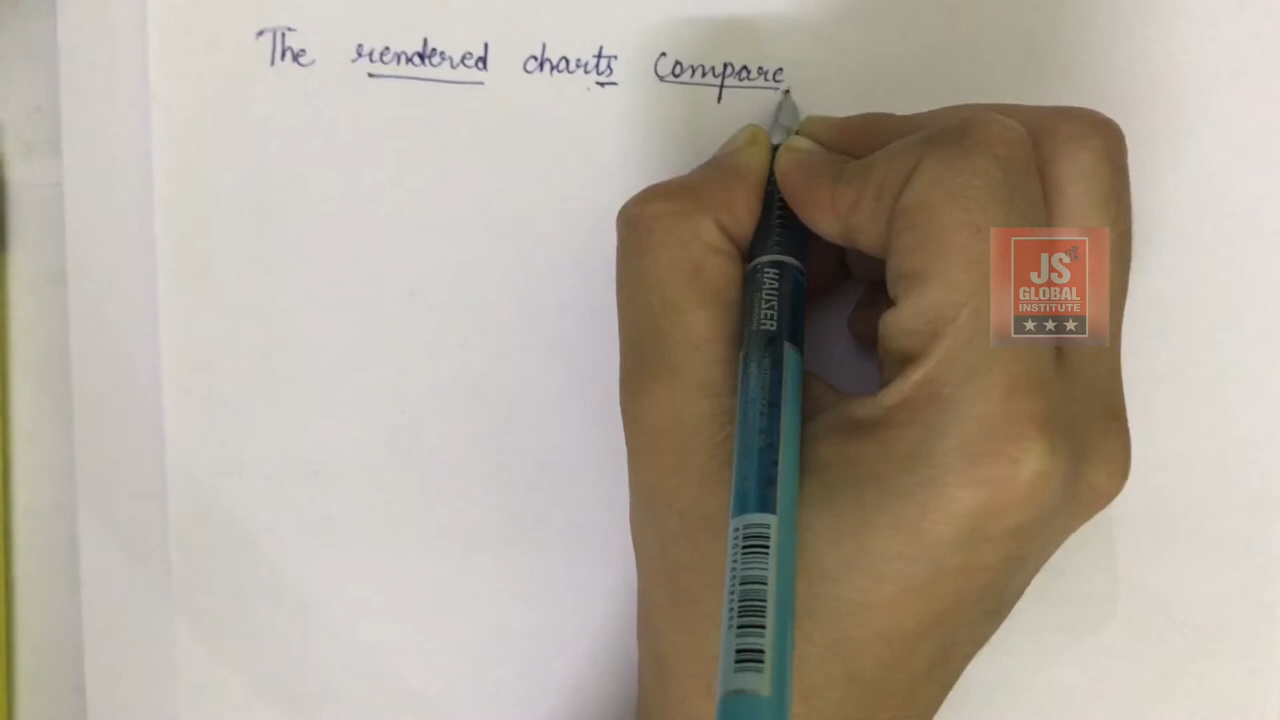 The rendered charts compare
HAUSER
JS
GLOBAL
INSTITUTE